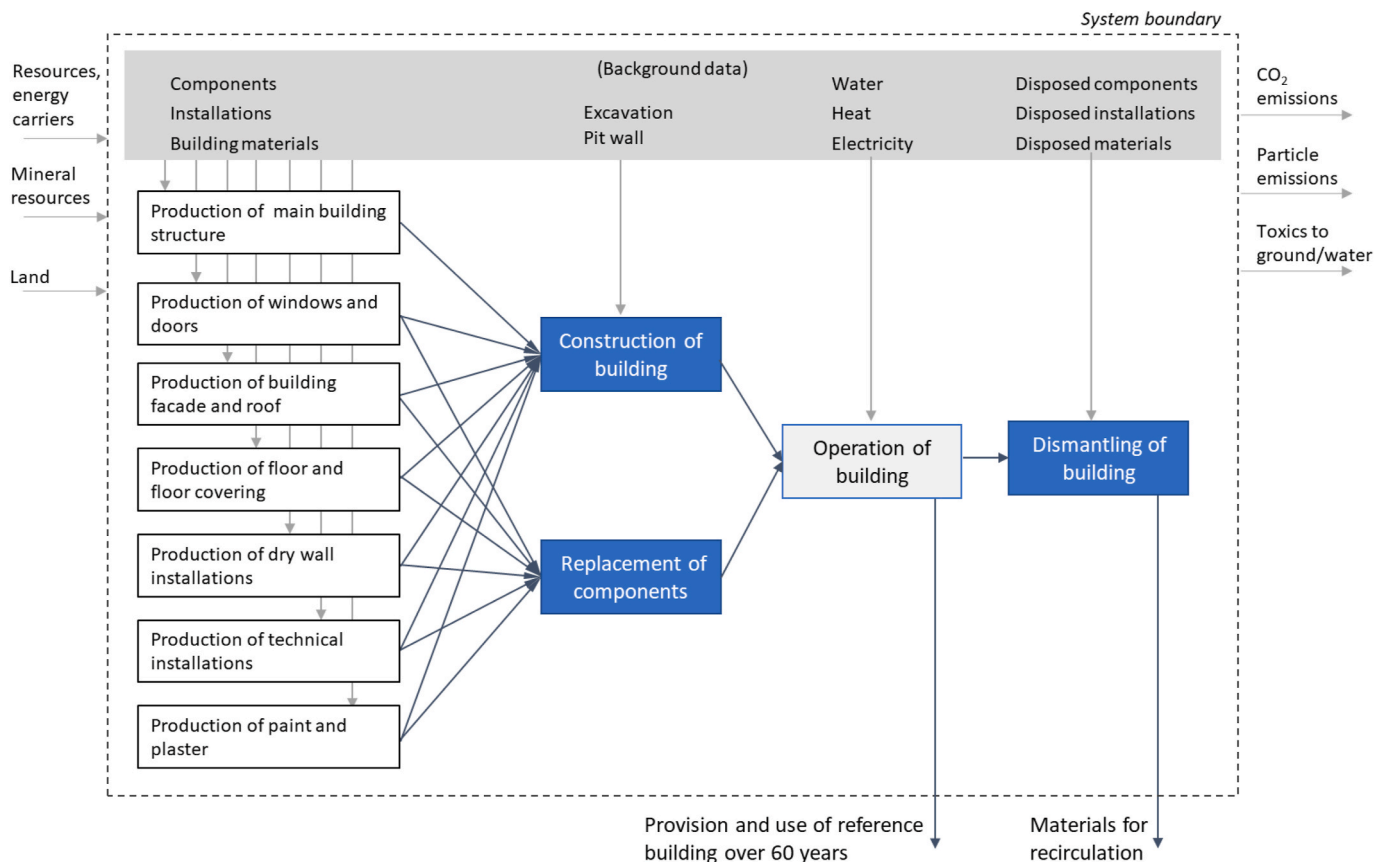 System boundary
Resources,
energy
carriers
Mineral
resources
Land
(Background data)
Components
Installations
Building materials
Excavation
Pit wall
Water
Heat
Electricity
Disposed components
Disposed installations
Disposed materials
CO₂
emissions
Particle
emissions
Toxics to
ground/water
Production of main building
structure
Production of windows and
doors
Production of building
facade and roof
Production of floor and
floor covering
Production of dry wall
installations
Production of technical
installations
Production of paint and
plaster
Construction of
building
Replacement of
components
Operation of
building
Dismantling of
building
Provision and use of reference
building over 60 years
Materials for
recirculation